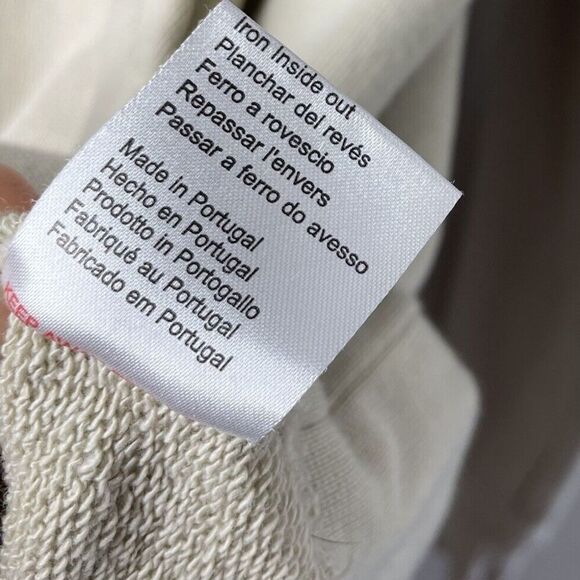 Iron Inside out
Planchar del revés
Ferro a rovescio
Repassar l'envers
Passar a ferro do avesso
Made in Portugal
Hecho en Portugal
Prodotto in Portogallo
Fabriqué au Portugal
Fabricado em Portugal
KEEP